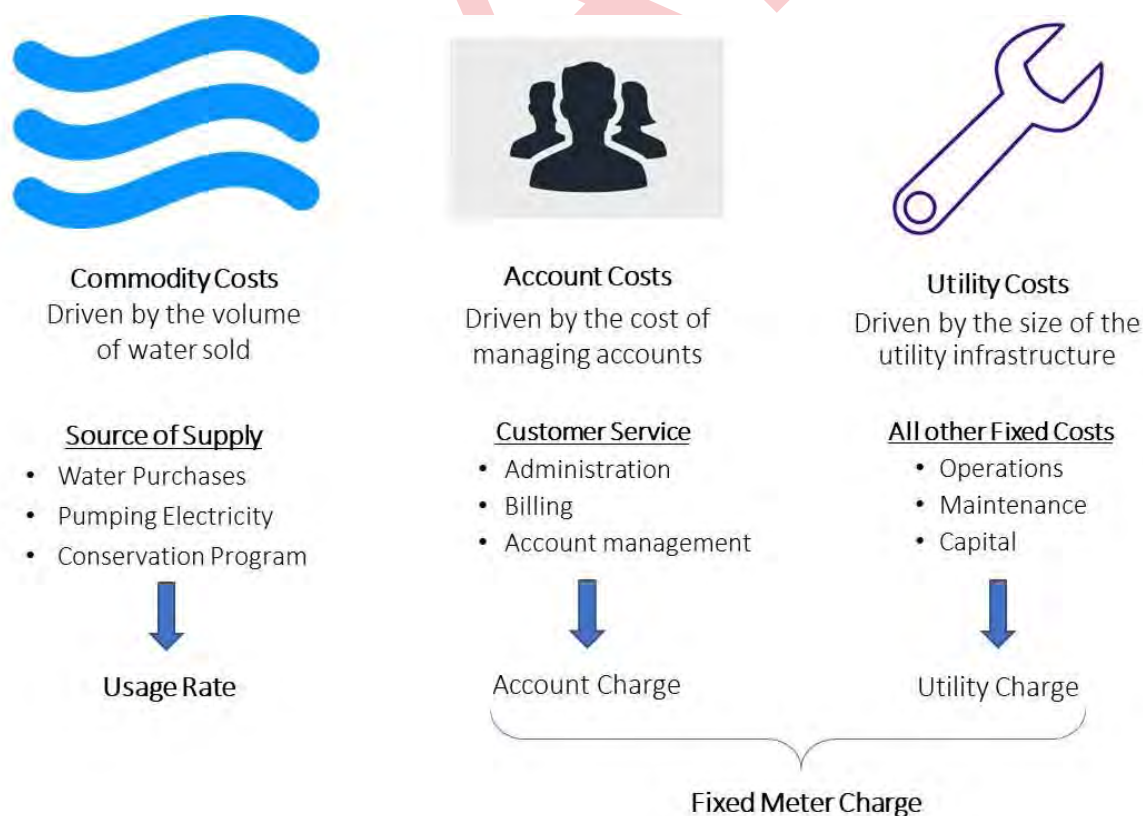 Commodity Costs
Driven by the volume
of water sold
Source of Supply
• Water Purchases
• Pumping Electricity
• Conservation Program
Usage Rate
Account Costs
Driven by the cost of
managing accounts
Customer Service
• Administration
• Billing
• Account management
Account Charge
Utility Costs
Driven by the size of the
utility infrastructure
All other Fixed Costs
• Operations
• Maintenance
• Capital
Utility Charge
Fixed Meter Charge